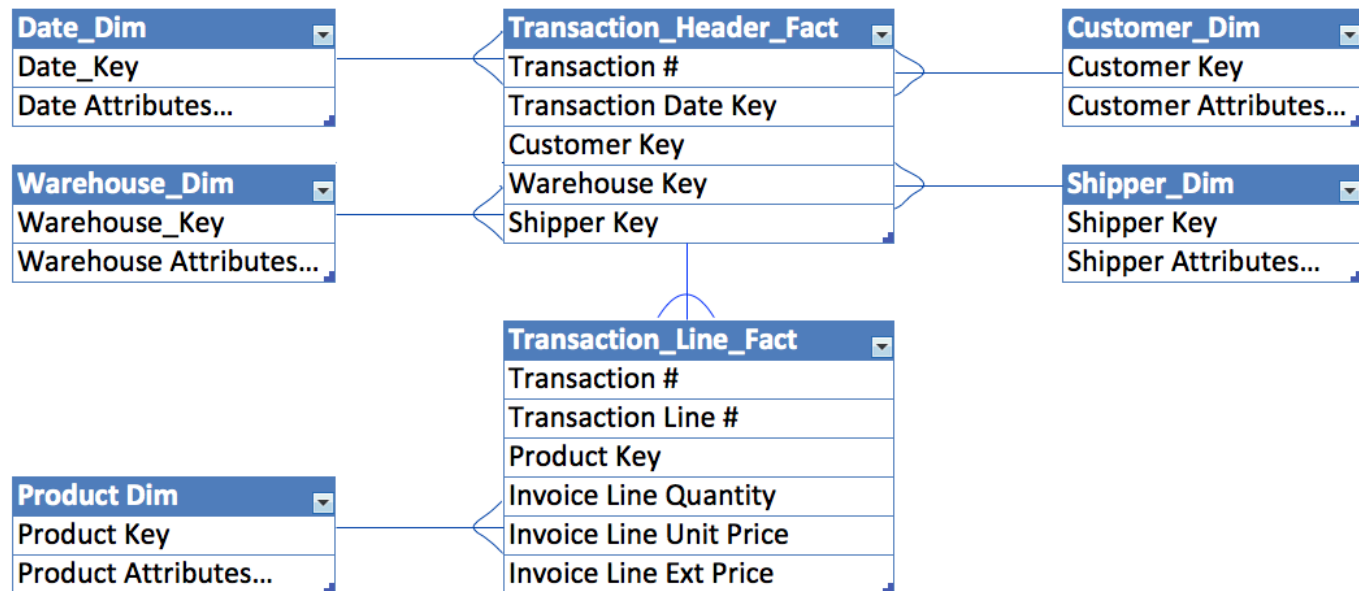 Date_Dim
Date_Key
Date Attributes...
Transaction_Header_Fact
Transaction #
Transaction Date Key
Customer Key
Warehouse Key
Shipper Key
Customer_Dim
Customer Key
Customer Attributes...
Warehouse_Dim
Warehouse_Key
Warehouse Attributes...
Shipper_Dim
Shipper Key
Shipper Attributes...
Transaction_Line_Fact
Transaction #
Transaction Line #
Product Key
Invoice Line Quantity
Invoice Line Unit Price
Invoice Line Ext Price
Product Dim
Product Key
Product Attributes...